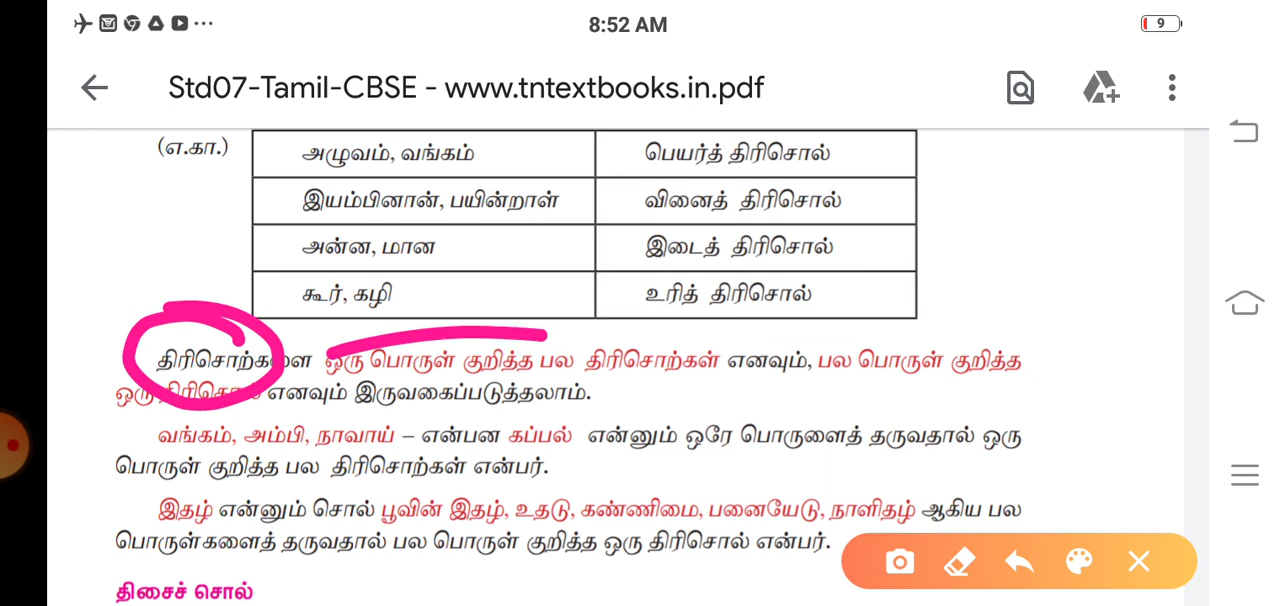 8:52 AM
9
Std07-Tamil-CBSE - www.tntextbooks.in.pdf
(எ.கா.)
அழுவம், வங்கம் பெயர்த் திரிசொல்
இயம்பினான், பயின்றாள் வினைத் திரிசொல்
அன்ன, மான இடைத் திரிசொல்
கூர், கழி உரித் திரிசொல்
திரிசொற்களை ஒரு பொருள் குறித்த பல திரிசொற்கள் எனவும், பல பொருள் குறித்த
ஒரு திரிசொல் எனவும் இருவகைப்படுத்தலாம்.
வங்கம், அம்பி, நாவாய் – என்பன கப்பல் என்னும் ஒரே பொருளைத் தருவதால் ஒரு
பொருள் குறித்த பல திரிசொற்கள் என்பர்.
இதழ் என்னும் சொல் பூவின் இதழ், உதடு, கண்ணிமை, பனையேடு, நாளிதழ் ஆகிய பல
பொருள்களைத் தருவதால் பல பொருள் குறித்த ஒரு திரிசொல் என்பர்.
திசைச் சொல்